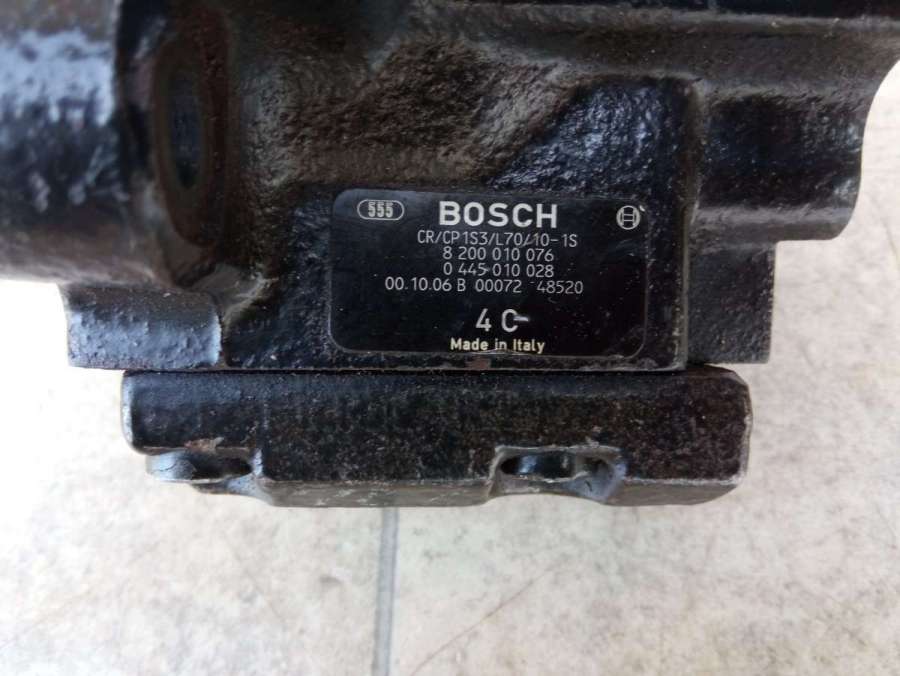 555 BOSCH
CR/CP1S3/L70/10-1S
8 200 010 076
0 445 010 028
00.10.06 B 00072 48520
4 C
Made in Italy